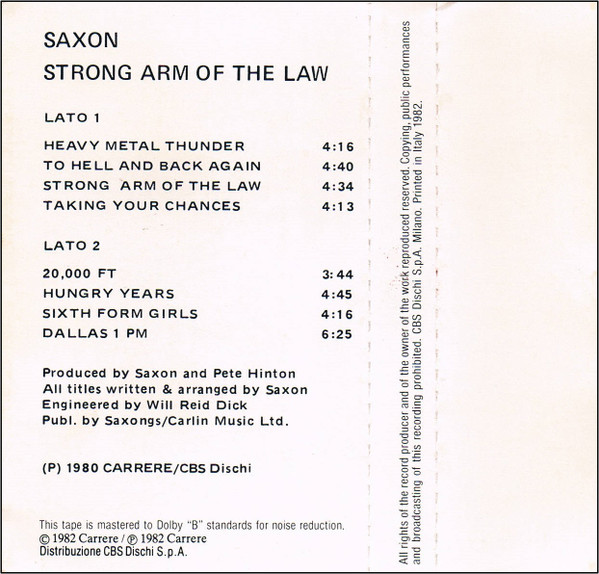 SAXON
STRONG ARM OF THE LAW
LATO 1
HEAVY METAL THUNDER 4:16
TO HELL AND BACK AGAIN 4:40
STRONG ARM OF THE LAW 4:34
TAKING YOUR CHANCES 4:13
LATO 2
20,000 FT 3:44
HUNGRY YEARS 4:45
SIXTH FORM GIRLS 4:16
DALLAS 1 PM 6:25
Produced by Saxon and Pete Hinton
All titles written & arranged by Saxon
Engineered by Will Reid Dick
Publ. by Saxongs/Carlin Music Ltd.
(P) 1980 CARRERE/CBS Dischi
This tape is mastered to Dolby “B” standards for noise reduction.
© 1982 Carrere / ℗ 1982 Carrere
Distribuzione CBS Dischi S.p.A.
All rights of the record producer and of the owner of the work reproduced reserved. Copying, public performances
and broadcasting of this recording prohibited. CBS Dischi S.p.A. Milano. Printed in Italy 1982.